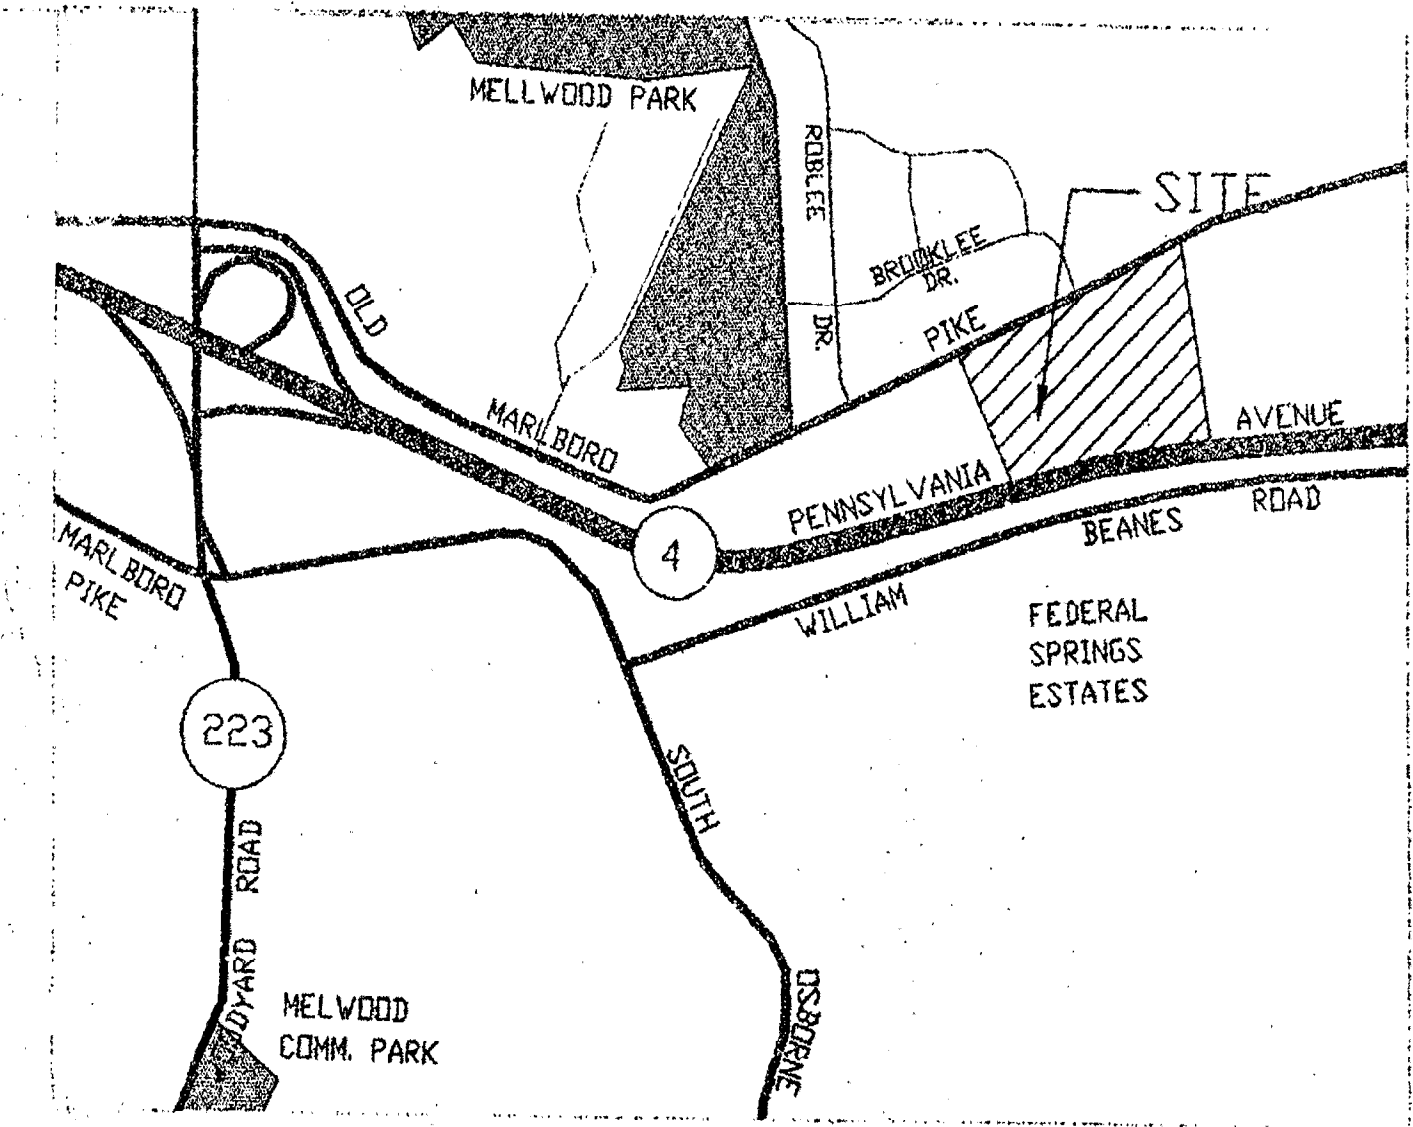 MELLWOOD PARK
ROBLEE DR.
SITE
BROOKLEE
DR.
OLD MARLBORO PIKE
PENNSYLVANIA AVENUE
4
WILLIAM BEANES ROAD
MARLBORO
PIKE
FEDERAL
SPRINGS
ESTATES
223
SOUTH OSBORNE
ODYARD ROAD
MELWOOD
COMM. PARK